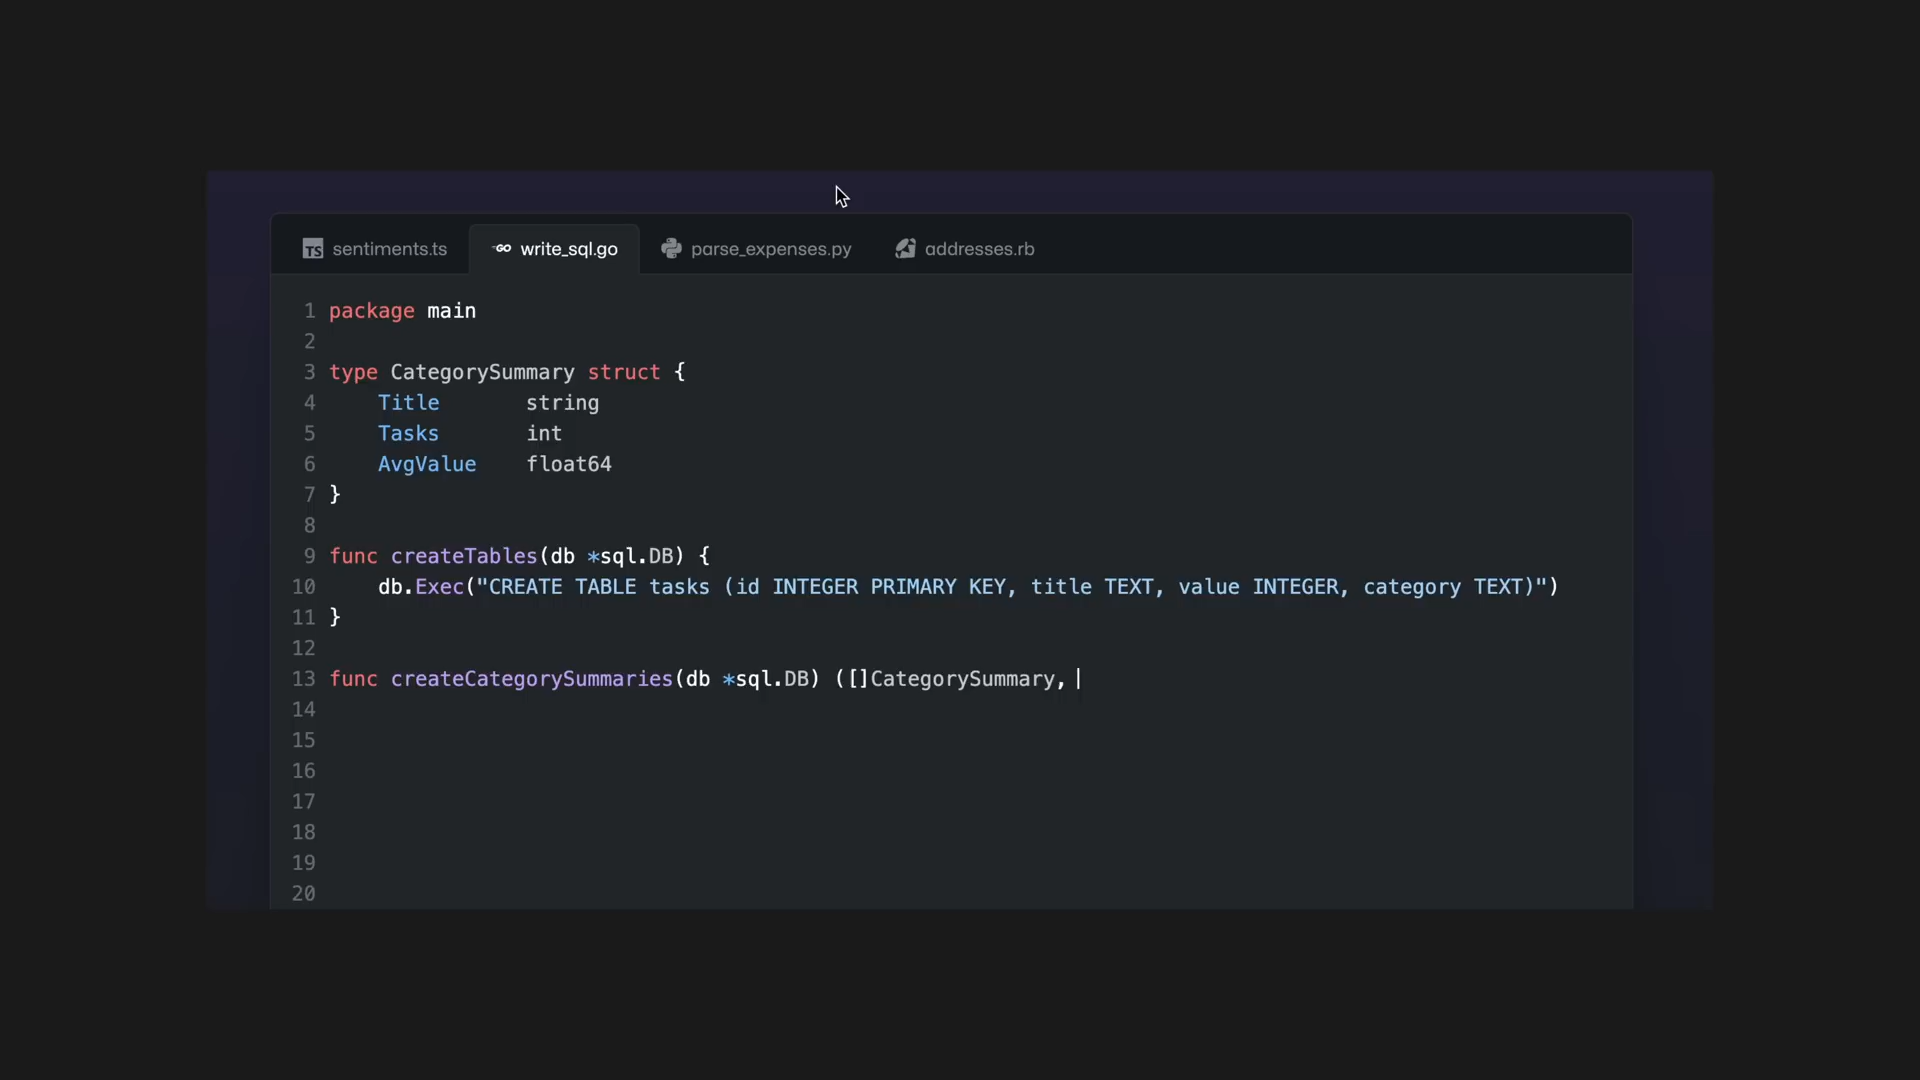 TS sentiments.ts GO write_sql.go parse_expenses.py addresses.rb
1 package main
2
3 type CategorySummary struct {
4     Title       string
5     Tasks       int
6     AvgValue    float64
7 }
8
9 func createTables(db *sql.DB) {
10     db.Exec("CREATE TABLE tasks (id INTEGER PRIMARY KEY, title TEXT, value INTEGER, category TEXT)")
11 }
12
13 func createCategorySummaries(db *sql.DB) ([]CategorySummary,
14
15
16
17
18
19
20